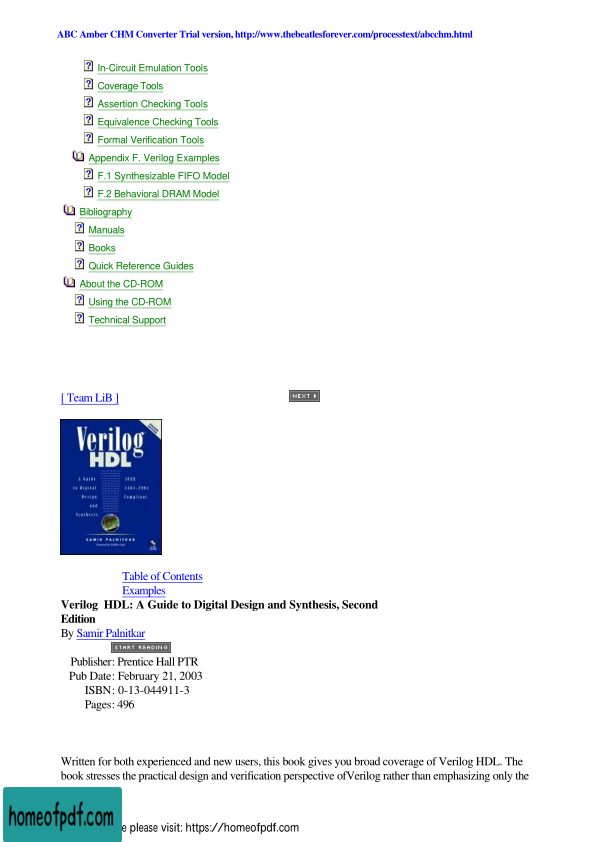 ABC Amber CHM Converter Trial version, http://www.thebeatlesforever.com/processtext/abcchm.html
In-Circuit Emulation Tools
Coverage Tools
Assertion Checking Tools
Equivalence Checking Tools
Formal Verification Tools
Appendix F. Verilog Examples
F.1 Synthesizable FIFO Model
F.2 Behavioral DRAM Model
Bibliography
Manuals
Books
Quick Reference Guides
About the CD-ROM
Using the CD-ROM
Technical Support
[ Team LiB ]
NEXT
Verilog
HDL
A Guide IEEE
to Digital 1364-2001
Design Compliant
and
Synthesis
SAMIR PALNITKAR
Table of Contents
Examples
Verilog HDL: A Guide to Digital Design and Synthesis, Second
Edition
By Samir Palnitkar
START READING
Publisher: Prentice Hall PTR
Pub Date: February 21, 2003
ISBN: 0-13-044911-3
Pages: 496
Written for both experienced and new users, this book gives you broad coverage of Verilog HDL. The
book stresses the practical design and verification perspective ofVerilog rather than emphasizing only the
homeofpdf.com
e please visit: https://homeofpdf.com